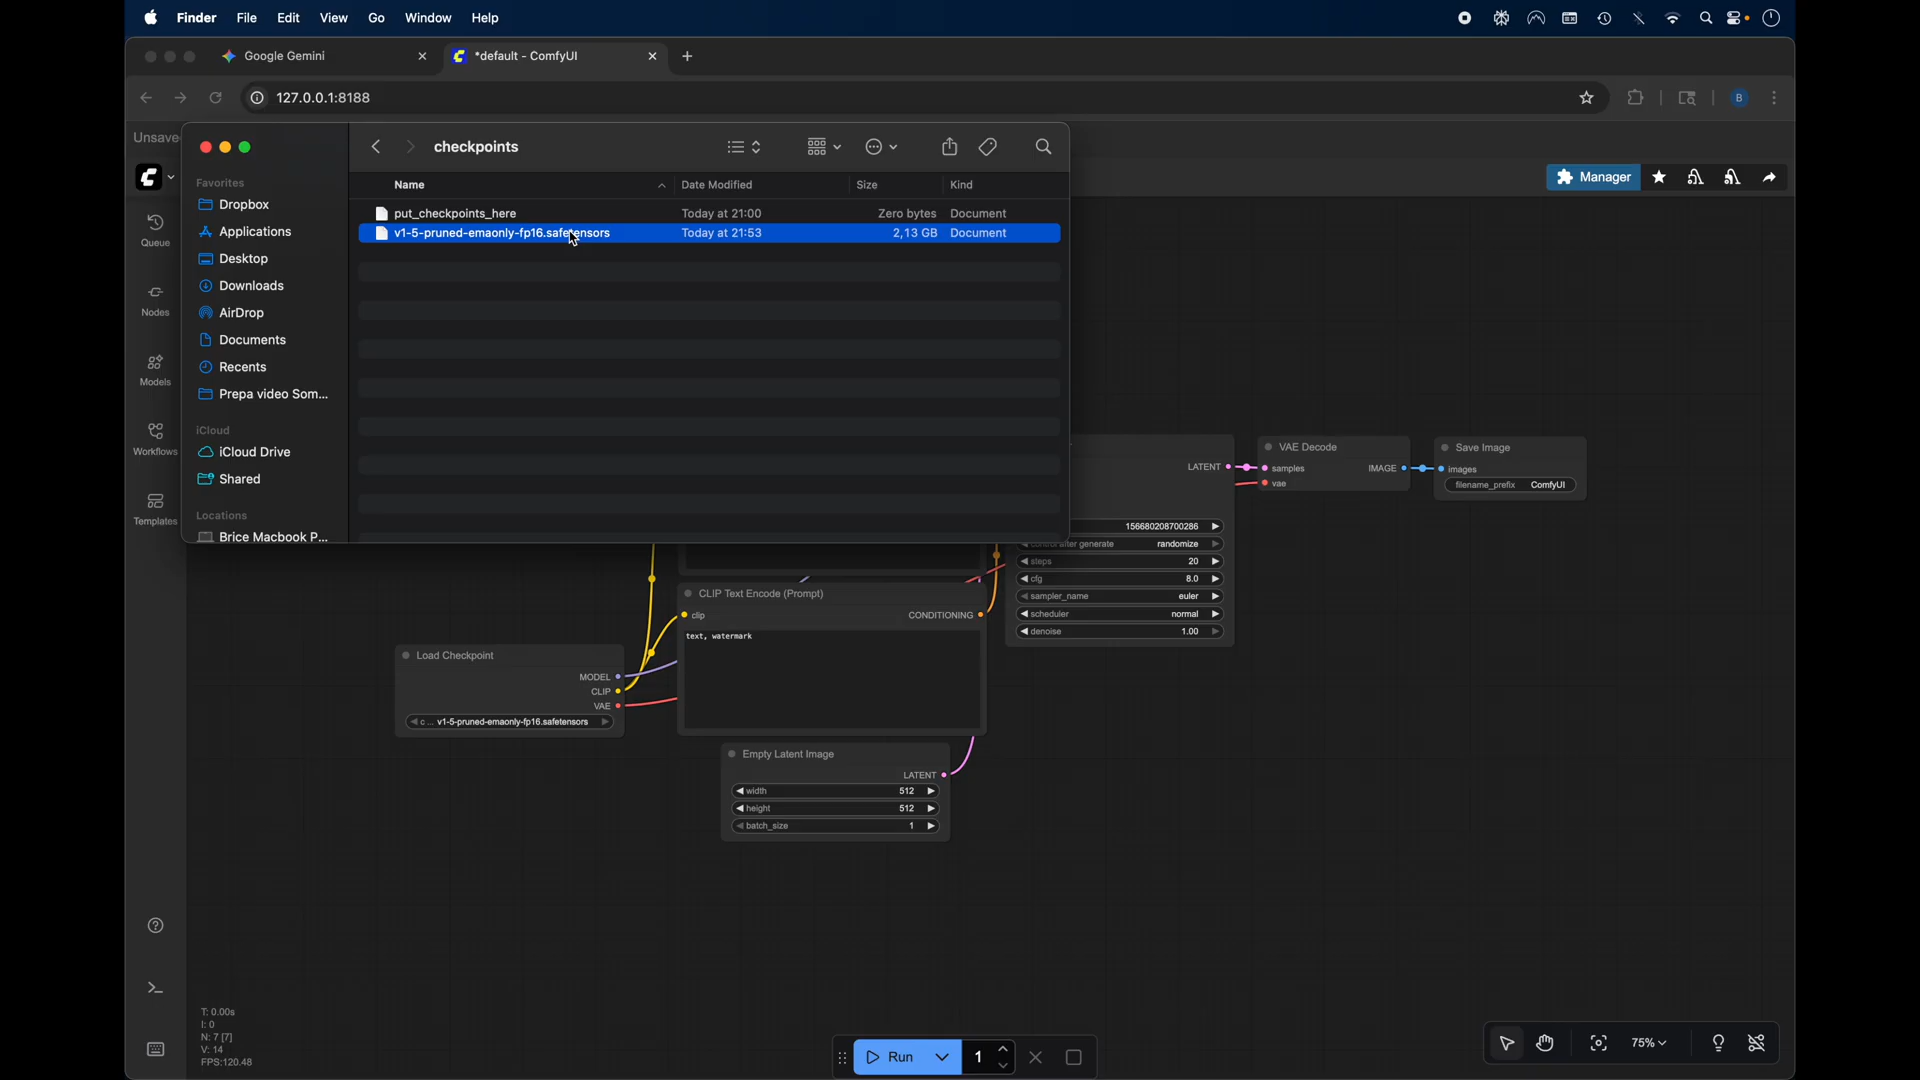 Finder File Edit View Go Window Help
Google Gemini
*default - ComfyUI
127.0.0.1:8188
B
checkpoints
Manager
Favorites
Dropbox
Applications
Desktop
Downloads
AirDrop
Documents
Recents
Prepa video Som...
iCloud
iCloud Drive
Shared
Locations
Brice Macbook P...
Name Date Modified Size Kind
put_checkpoints_here Today at 21:00 Zero bytes Document
v1-5-pruned-emaonly-fp16.safetensors Today at 21:53 2,13 GB Document
Queue
Nodes
Models
Workflows
Templates
LATENT
156680208700286
control after generate randomize
steps 20
cfg 8.0
sampler_name euler
scheduler normal
denoise 1.00
VAE Decode
samples IMAGE
vae
Save Image
images
filename_prefix ComfyUI
CLIP Text Encode (Prompt)
clip CONDITIONING
text, watermark
Load Checkpoint
MODEL
CLIP
VAE
c ... v1-5-pruned-emaonly-fp16.safetensors
Empty Latent Image
LATENT
width 512
height 512
batch_size 1
T: 0.00s
I: 0
N: 7 [7]
V: 14
FPS:120.48
Run 1
75%